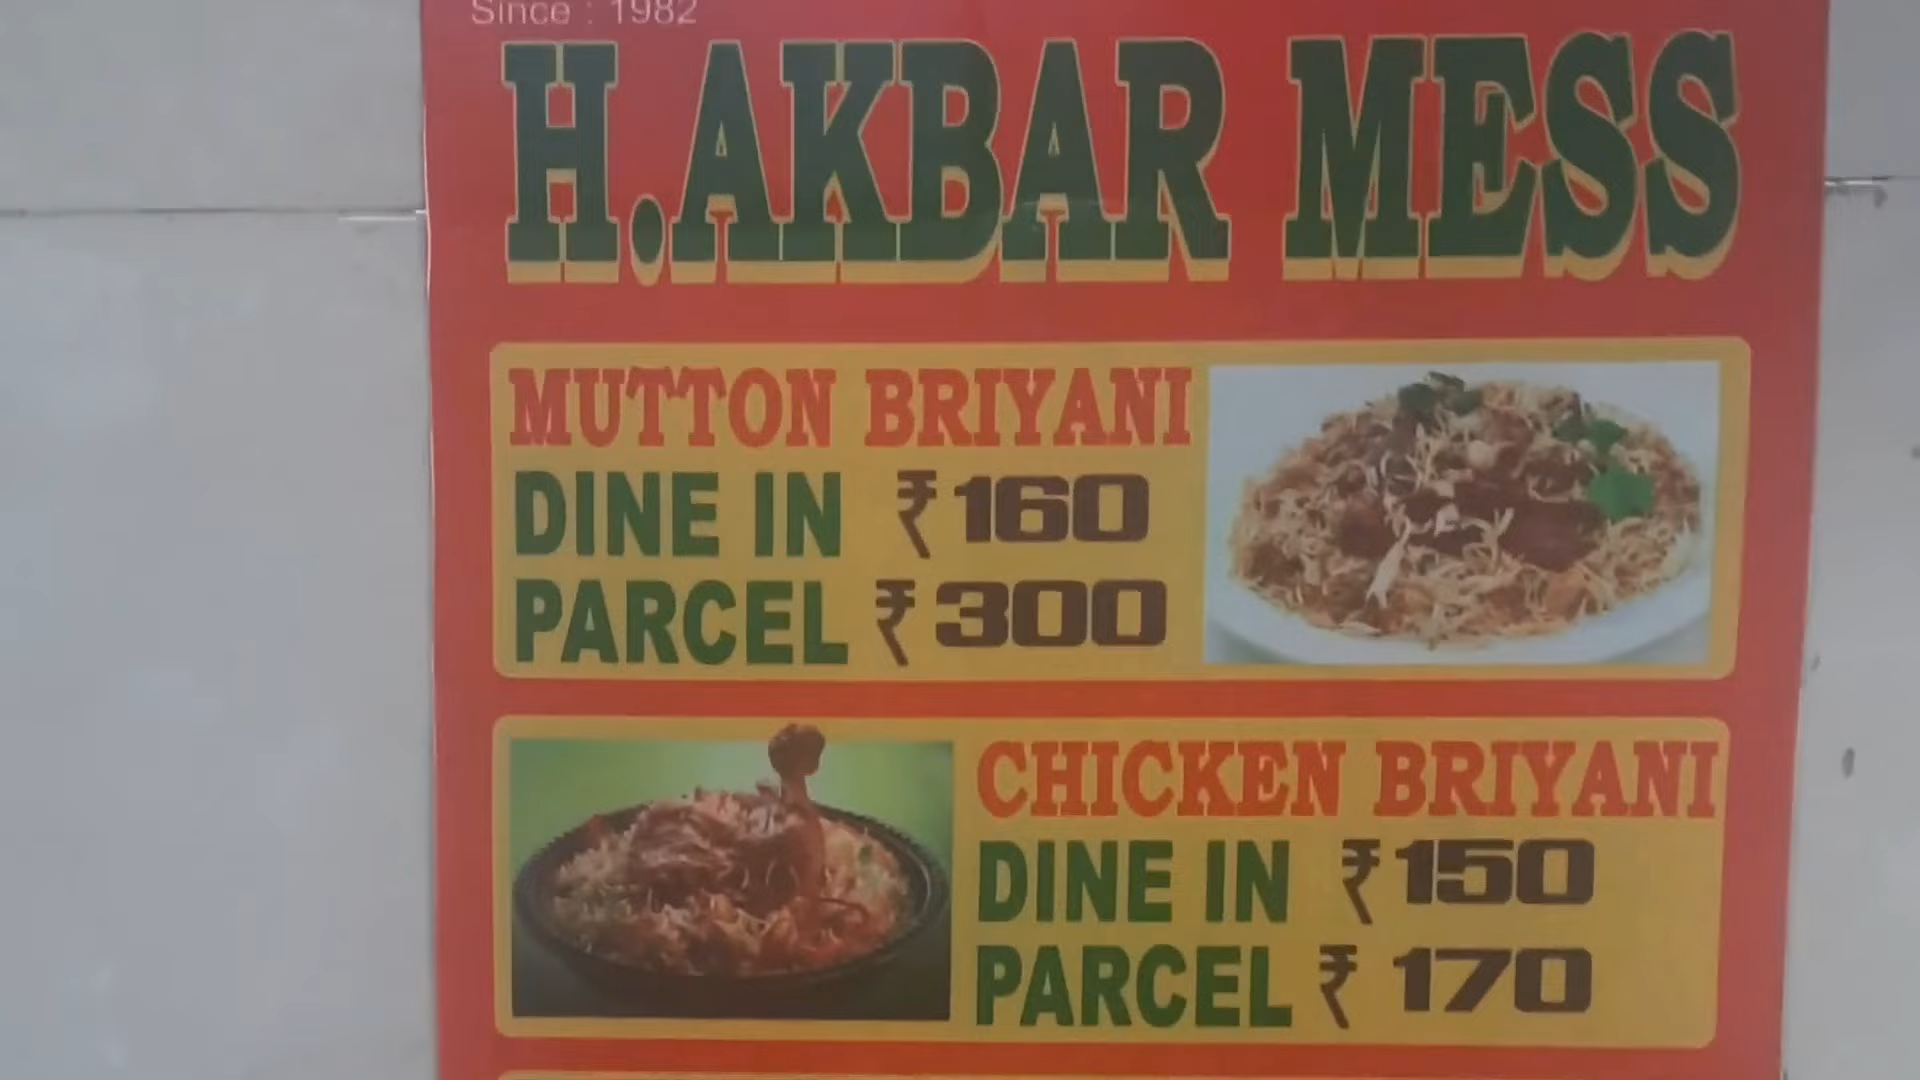 Since : 1982
H.AKBAR MESS
MUTTON BRIYANI
DINE IN ₹160
PARCEL ₹300
CHICKEN BRIYANI
DINE IN ₹150
PARCEL ₹170